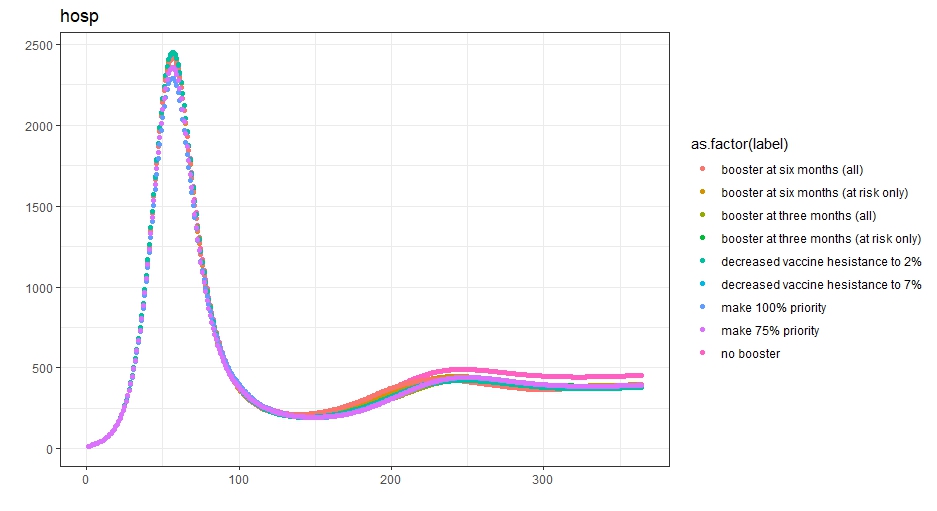 hosp
2500
2000
1500
1000
500
0
0
100
200
300
as.factor(label)
booster at six months (all)
booster at six months (at risk only)
booster at three months (all)
booster at three months (at risk only)
decreased vaccine hesistance to 2%
decreased vaccine hesistance to 7%
make 100% priority
make 75% priority
no booster